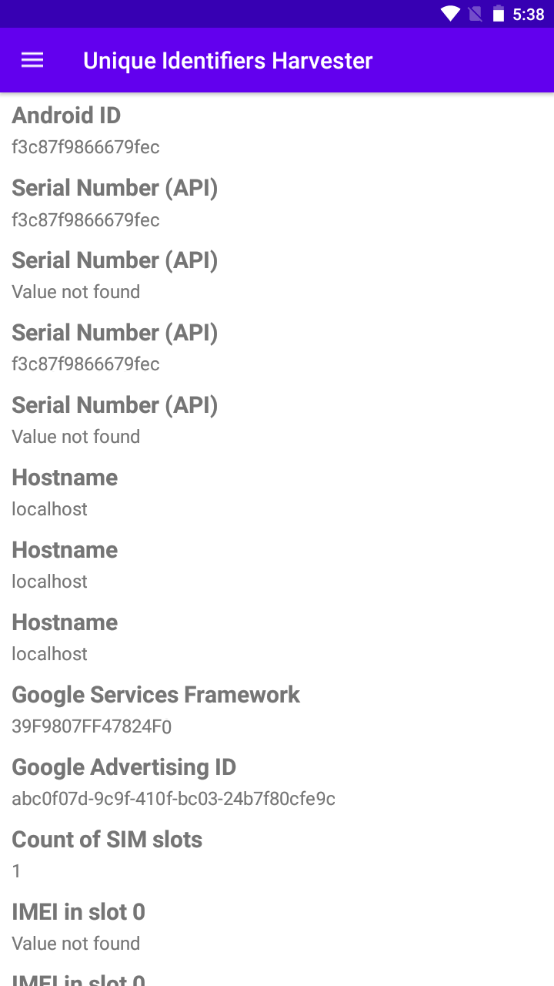 5:38
Unique Identifiers Harvester
Android ID
f3c87f9866679fec
Serial Number (API)
f3c87f9866679fec
Serial Number (API)
Value not found
Serial Number (API)
f3c87f9866679fec
Serial Number (API)
Value not found
Hostname
localhost
Hostname
localhost
Hostname
localhost
Google Services Framework
39F9807FF47824F0
Google Advertising ID
abc0f07d-9c9f-410f-bc03-24b7f80cfe9c
Count of SIM slots
1
IMEI in slot 0
Value not found
IMEI in slot 0